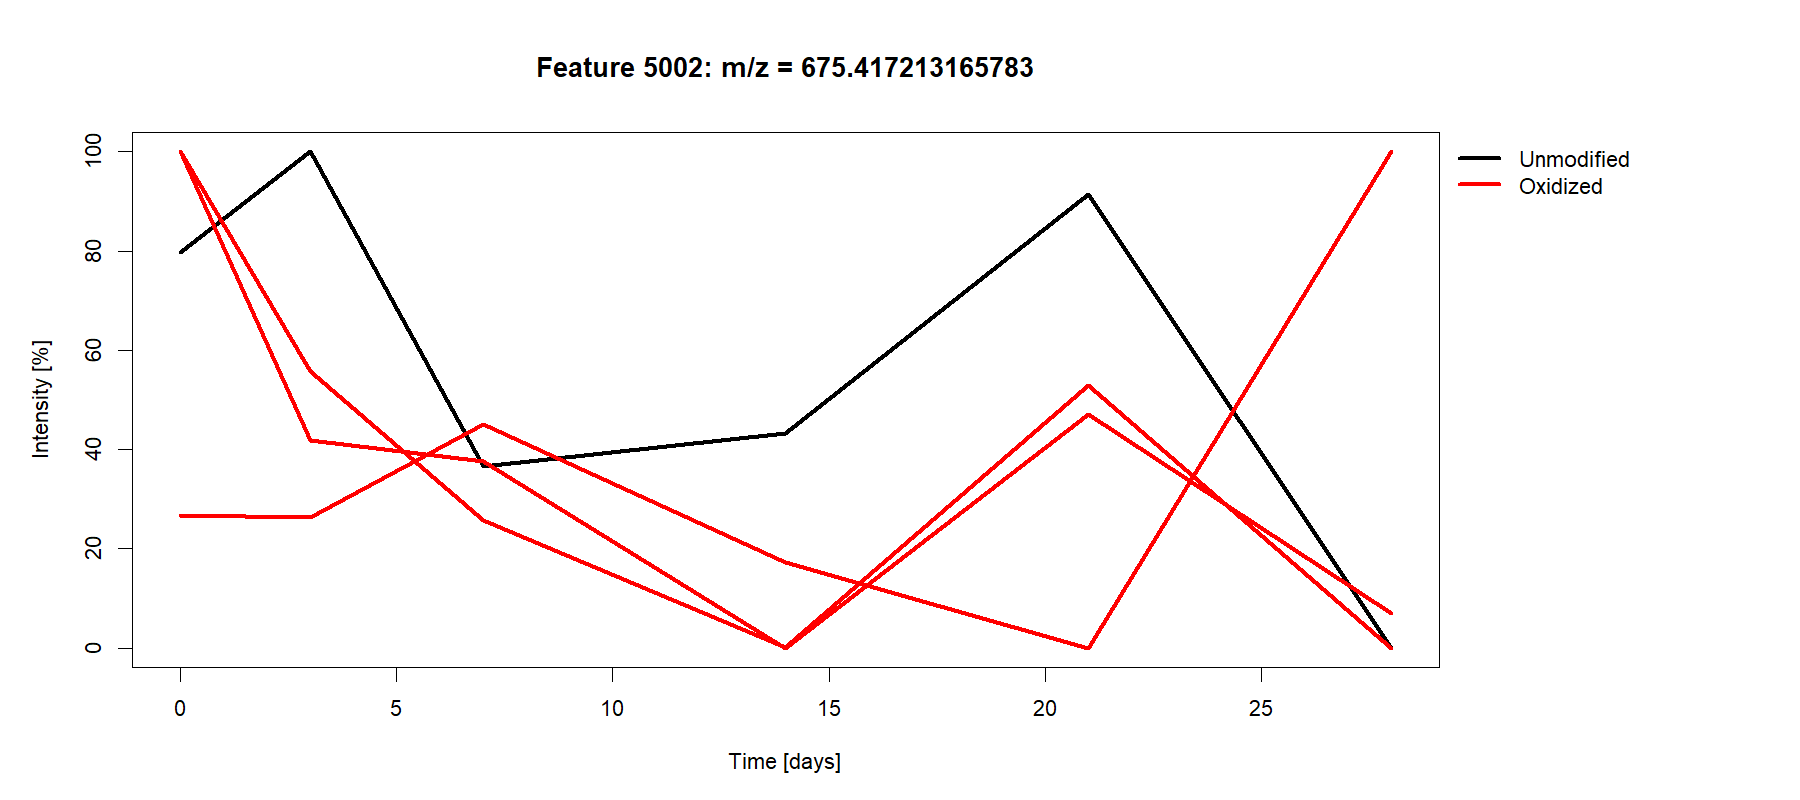 Feature 5002: m/z = 675.417213165783
Unmodified
Oxidized
Intensity [%]
100
80
60
40
20
0
0 5 10 15 20 25
Time [days]